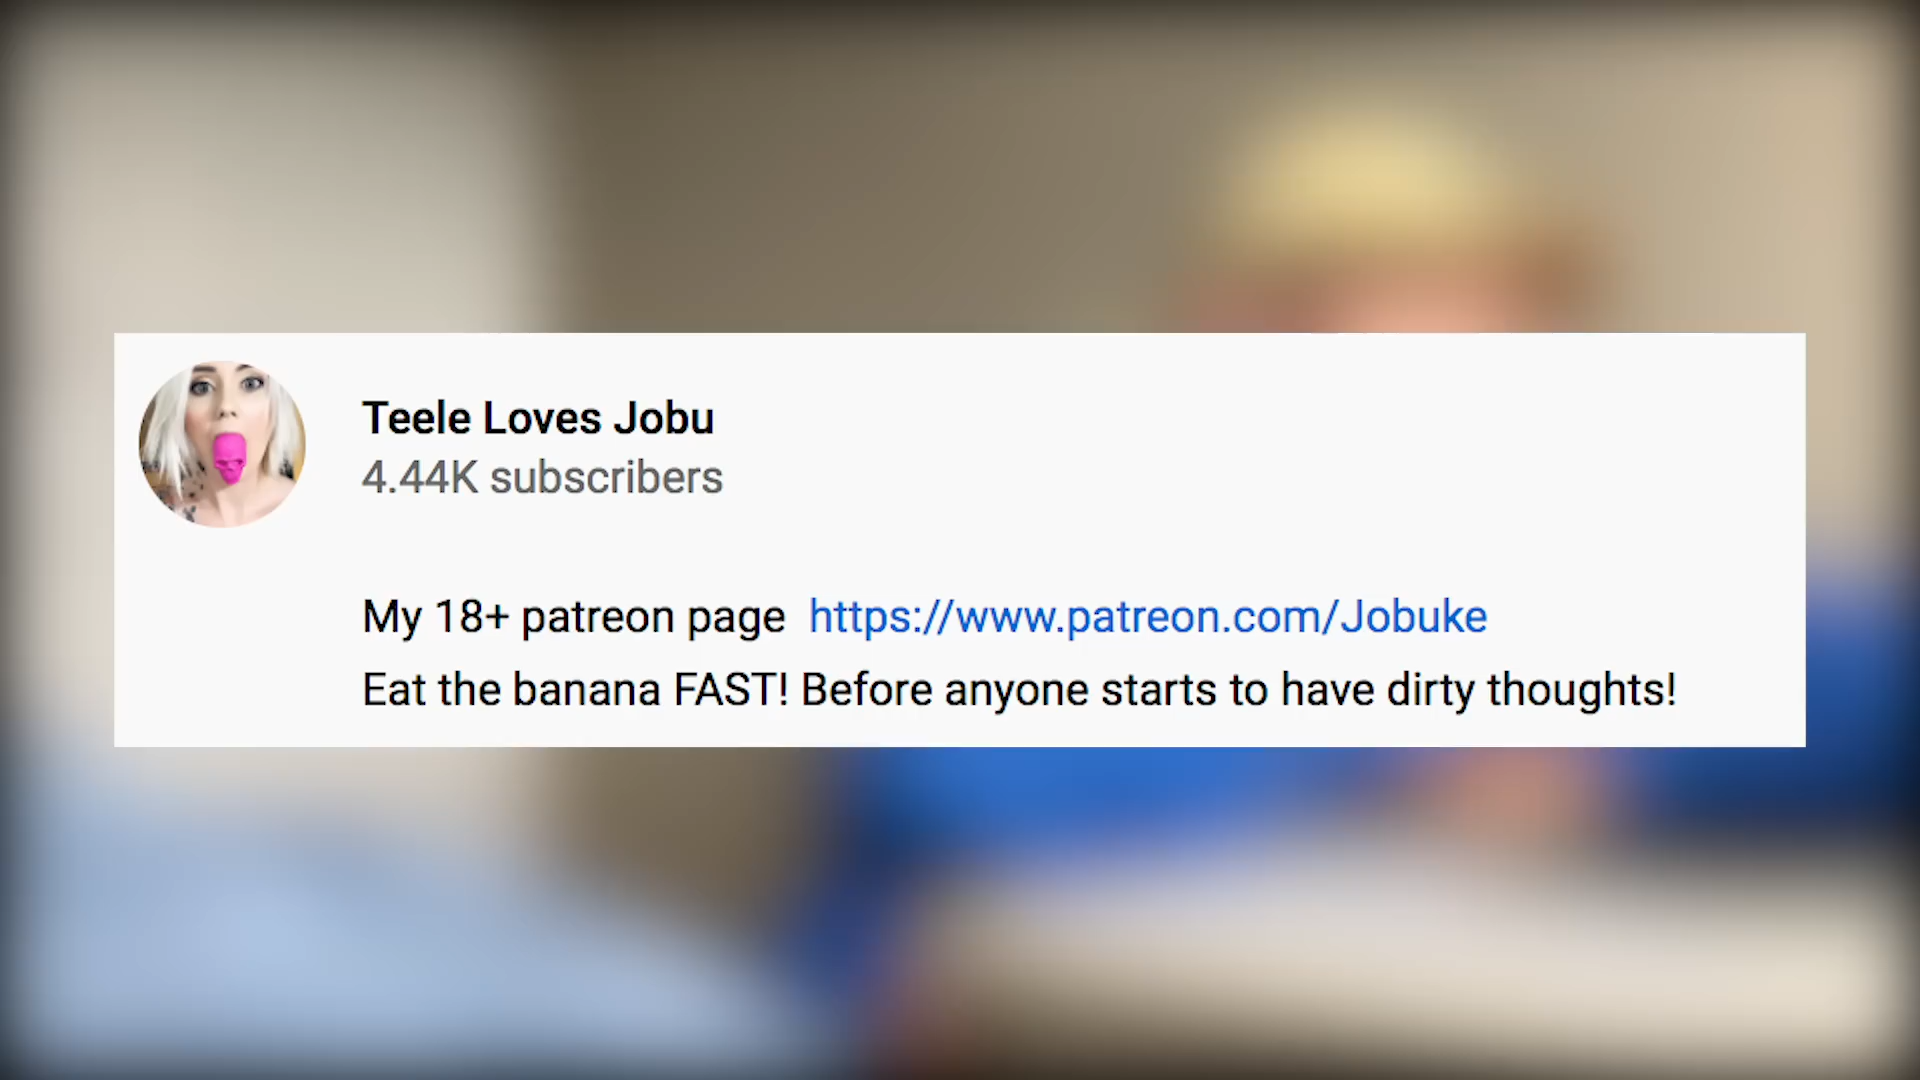 Teele Loves Jobu
4.44K subscribers
My 18+ patreon page https://www.patreon.com/Jobuke
Eat the banana FAST! Before anyone starts to have dirty thoughts!